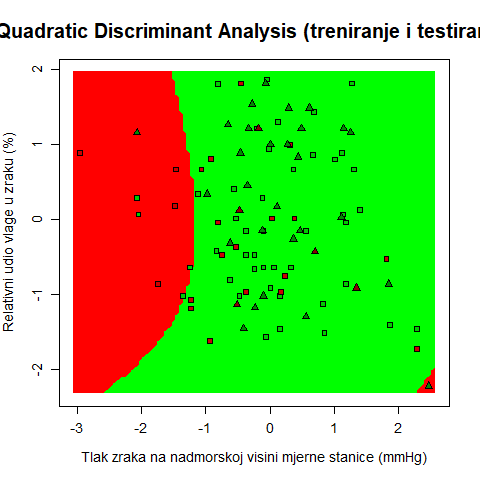 Quadratic Discriminant Analysis (treniranje i testiran
Relativni udio vlage u zraku (%)
2
1
0
-1
-2
-3 -2 -1 0 1 2
Tlak zraka na nadmorskoj visini mjerne stanice (mmHg)